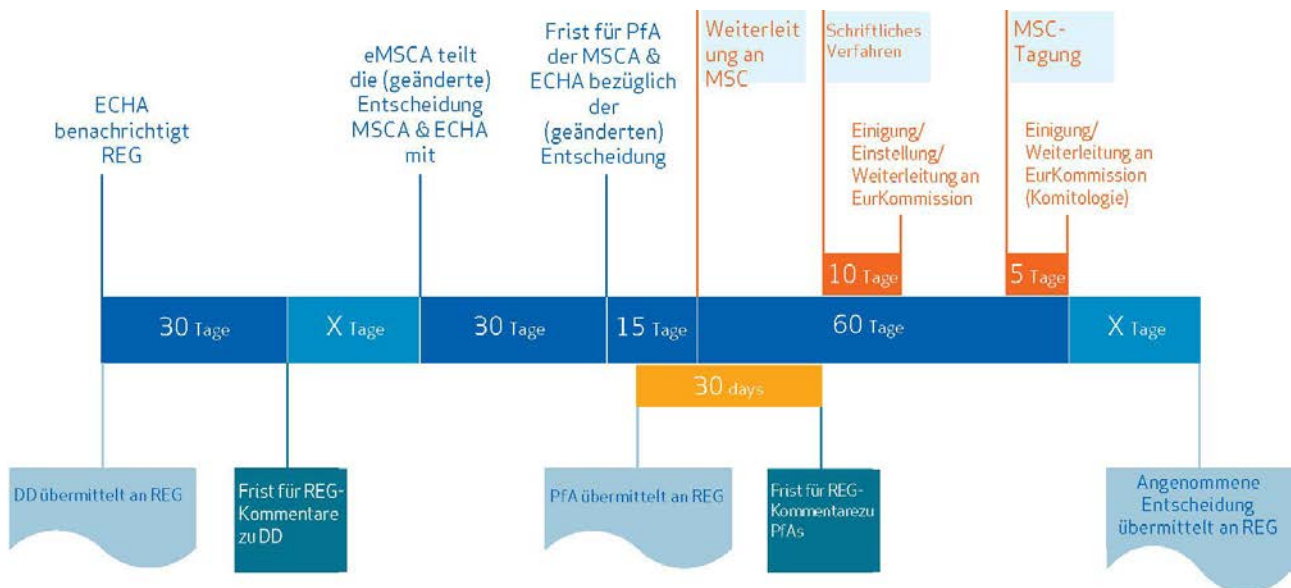 ECHA
benachrichtigt
REG
eMSCA teilt
die (geänderte)
Entscheidung
MSCA & ECHA
mit
Frist für PfA
der MSCA &
ECHA bezüglich
der
(geänderten)
Entscheidung
Weiterleit
ung an
MSC
Schriftliches
Verfahren
MSC-
Tagung
Einigung/
Einstellung/
Weiterleitung an
EurKommission
Einigung/
Weiterleitung an
EurKommission
(Komitologie)
10 Tage
5 Tage
30 Tage
X Tage
30 Tage
15 Tage
60 Tage
X Tage
30 days
DD übermittelt an REG
Frist für REG-
Kommentare
zu DD
PfA übermittelt an REG
Frist für REG-
Kommentarezu
PfAs
Angenommene
Entscheidung
übermittelt an REG